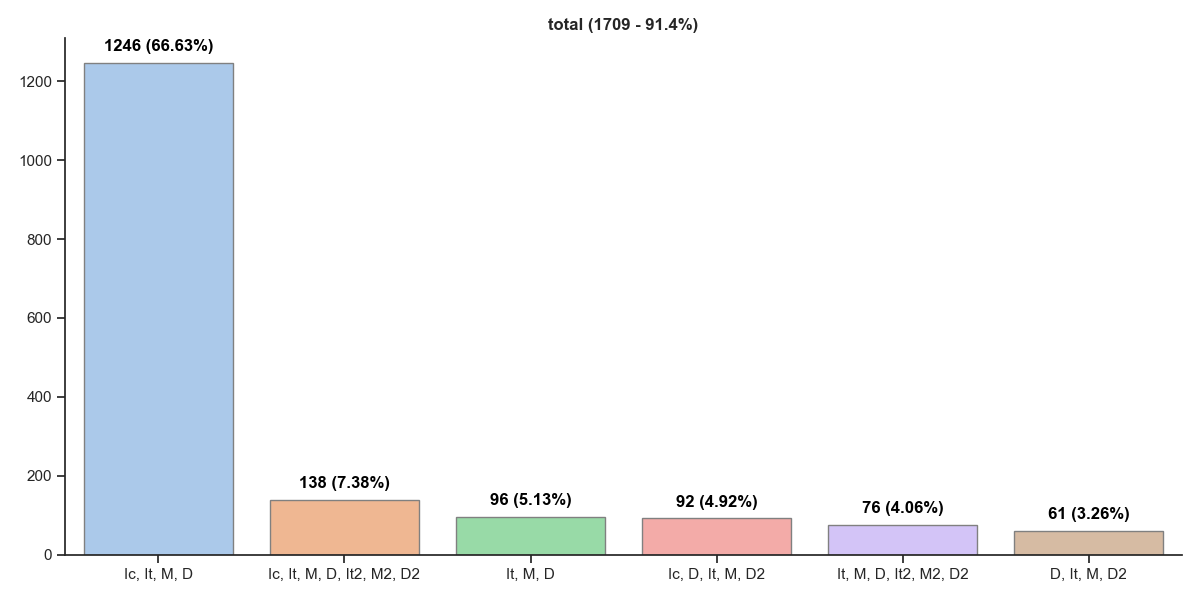 total (1709 - 91.4%)
1246 (66.63%)
138 (7.38%)
96 (5.13%)
92 (4.92%)
76 (4.06%)
61 (3.26%)
1200
1000
800
600
400
200
0
Ic, It, M, D
Ic, It, M, D, It2, M2, D2
It, M, D
Ic, D, It, M, D2
It, M, D, It2, M2, D2
D, It, M, D2